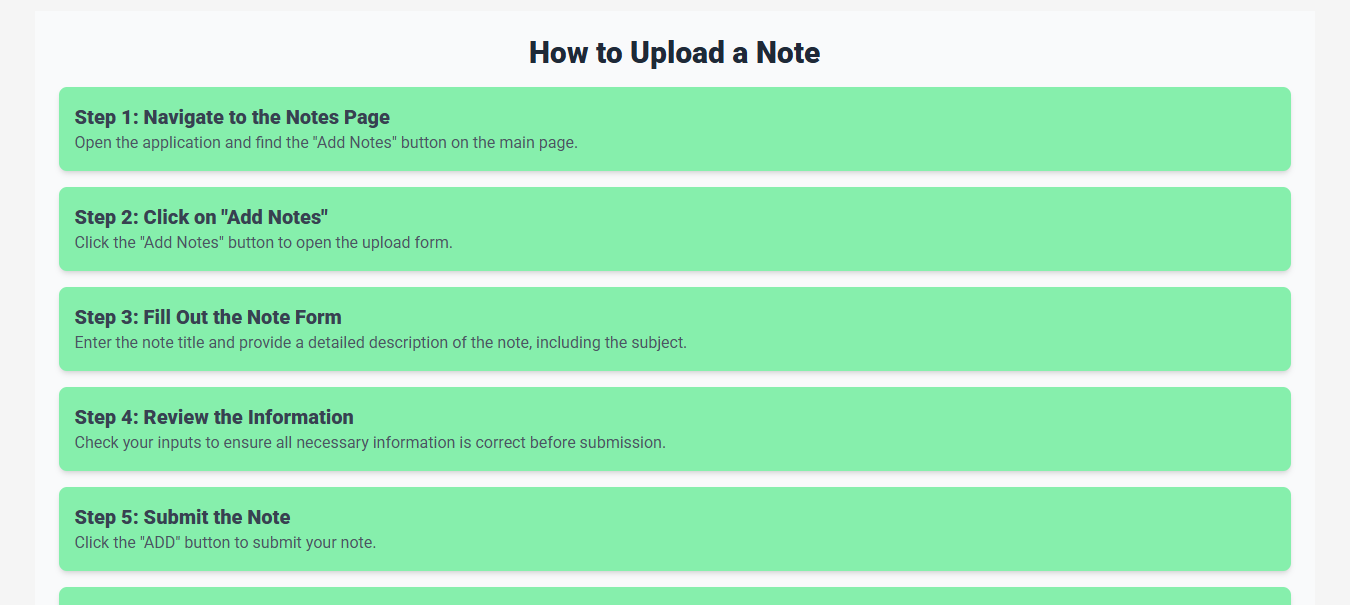 How to Upload a Note
Step 1: Navigate to the Notes Page
Open the application and find the "Add Notes" button on the main page.
Step 2: Click on "Add Notes"
Click the "Add Notes" button to open the upload form.
Step 3: Fill Out the Note Form
Enter the note title and provide a detailed description of the note, including the subject.
Step 4: Review the Information
Check your inputs to ensure all necessary information is correct before submission.
Step 5: Submit the Note
Click the "ADD" button to submit your note.